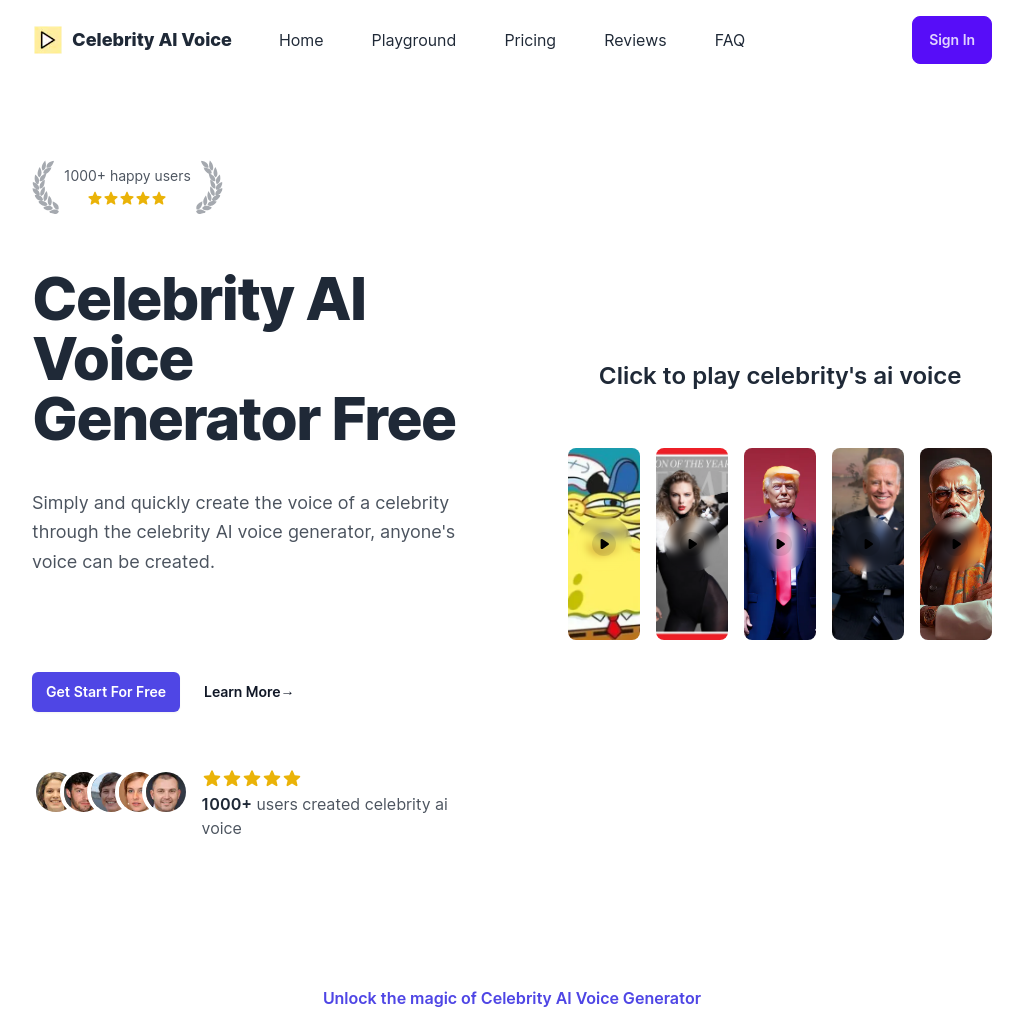 Celebrity AI Voice
Home
Playground
Pricing
Reviews
FAQ
Sign In
1000+ happy users
Celebrity AI
Voice
Generator Free
Simply and quickly create the voice of a celebrity
through the celebrity AI voice generator, anyone's
voice can be created.
Get Start For Free
Learn More→
1000+ users created celebrity ai
voice
Click to play celebrity's ai voice
ON OF THE YEAR
Unlock the magic of Celebrity AI Voice Generator